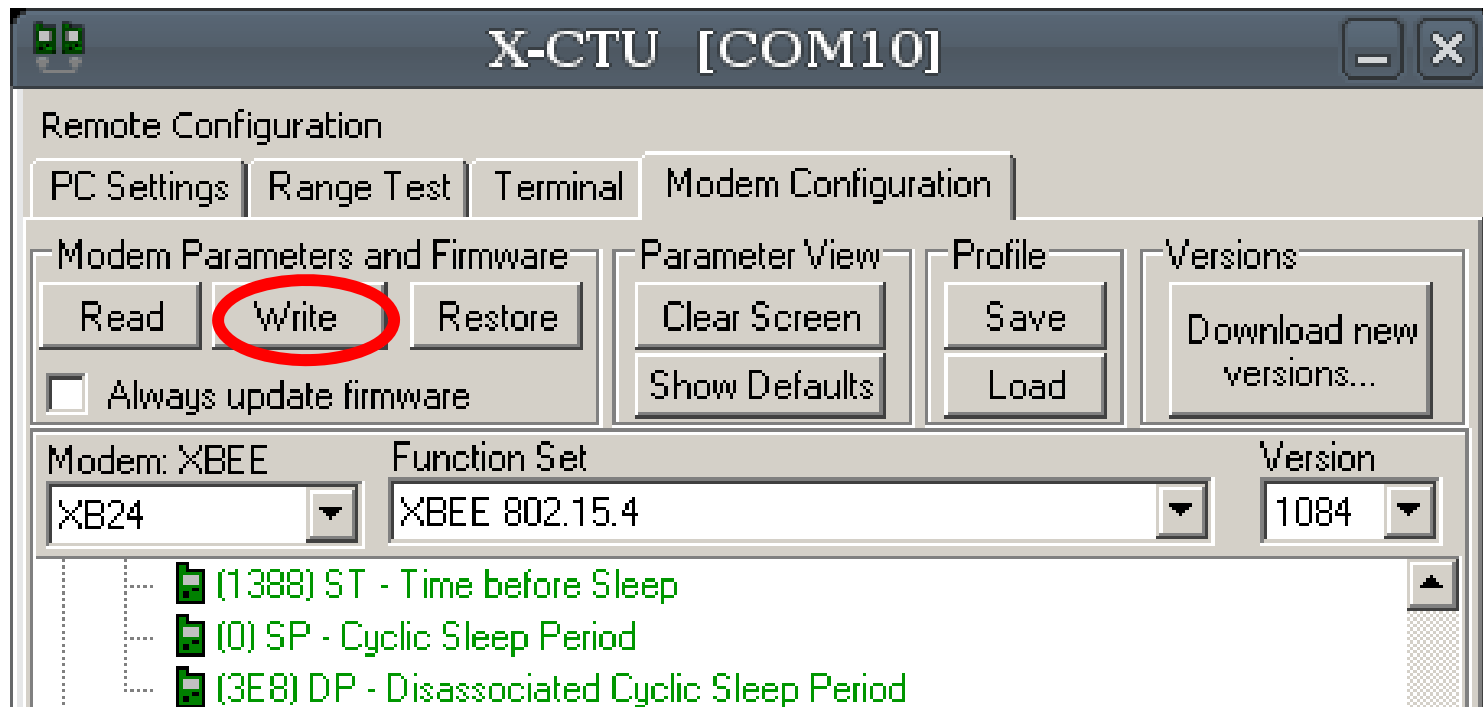 X-CTU [COM10]
Remote Configuration
PC Settings Range Test Terminal Modem Configuration
Modem Parameters and Firmware Parameter View Profile Versions
Read Write Restore Clear Screen Save Download new versions...
Always update firmware Show Defaults Load
Modem: XBEE Function Set Version
XB24 XBEE 802.15.4 1084
(1388) ST - Time before Sleep
(0) SP - Cyclic Sleep Period
(3E8) DP - Disassociated Cyclic Sleep Period